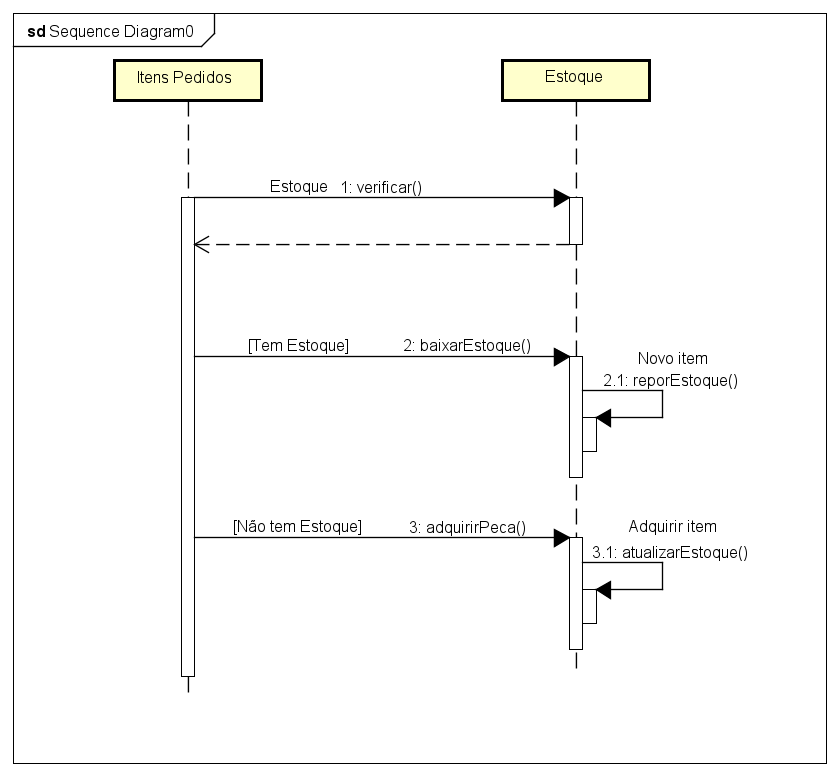 sd Sequence Diagram0
Itens Pedidos
Estoque
Estoque 1: verificar()
[Tem Estoque] 2: baixarEstoque()
Novo item
2.1: reporEstoque()
[Não tem Estoque] 3: adquirirPeca()
Adquirir item
3.1: atualizarEstoque()